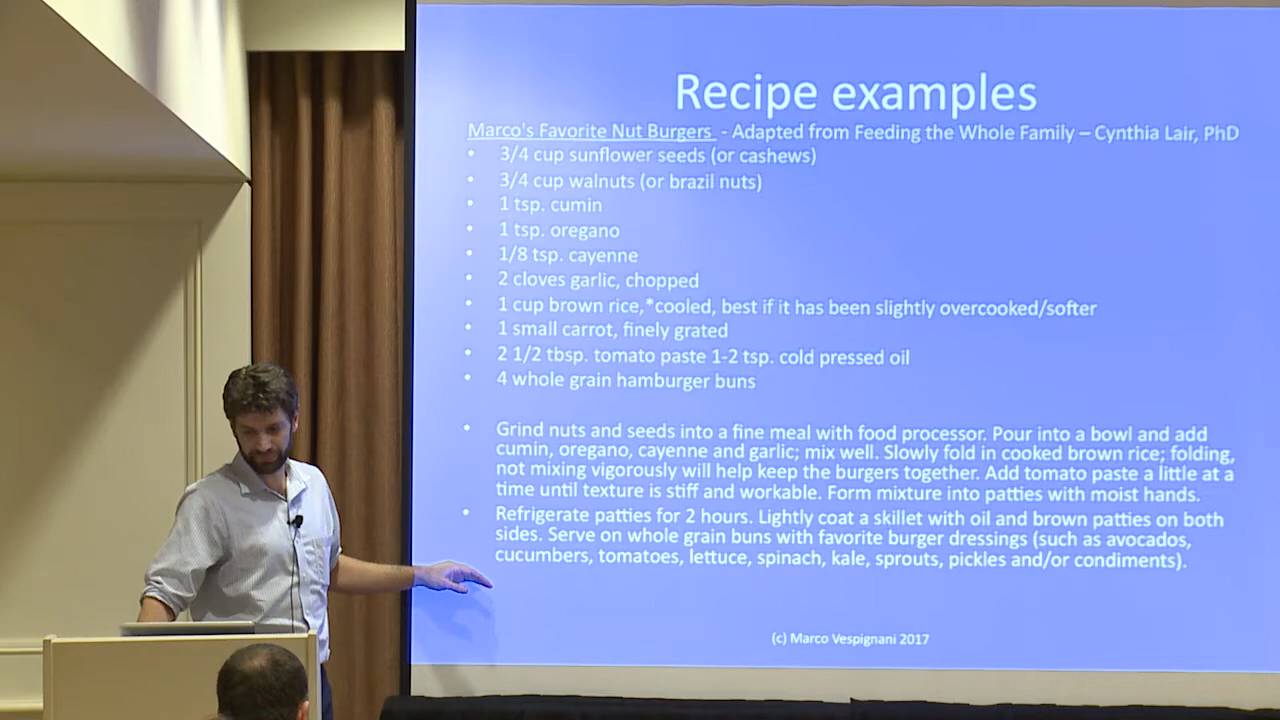 Recipe examples
Marco's Favorite Nut Burgers - Adapted from Feeding the Whole Family – Cynthia Lair, PhD
• 3/4 cup sunflower seeds (or cashews)
• 3/4 cup walnuts (or brazil nuts)
• 1 tsp. cumin
• 1 tsp. oregano
• 1/8 tsp. cayenne
• 2 cloves garlic, chopped
• 1 cup brown rice,*cooled, best if it has been slightly overcooked/softer
• 1 small carrot, finely grated
• 2 1/2 tbsp. tomato paste 1-2 tsp. cold pressed oil
• 4 whole grain hamburger buns
• Grind nuts and seeds into a fine meal with food processor. Pour into a bowl and add
cumin, oregano, cayenne and garlic; mix well. Slowly fold in cooked brown rice; folding,
not mixing vigorously will help keep the burgers together. Add tomato paste a little at a
time until texture is stiff and workable. Form mixture into patties with moist hands.
• Refrigerate patties for 2 hours. Lightly coat a skillet with oil and brown patties on both
sides. Serve on whole grain buns with favorite burger dressings (such as avocados,
cucumbers, tomatoes, lettuce, spinach, kale, sprouts, pickles and/or condiments).
(c) Marco Vespignani 2017